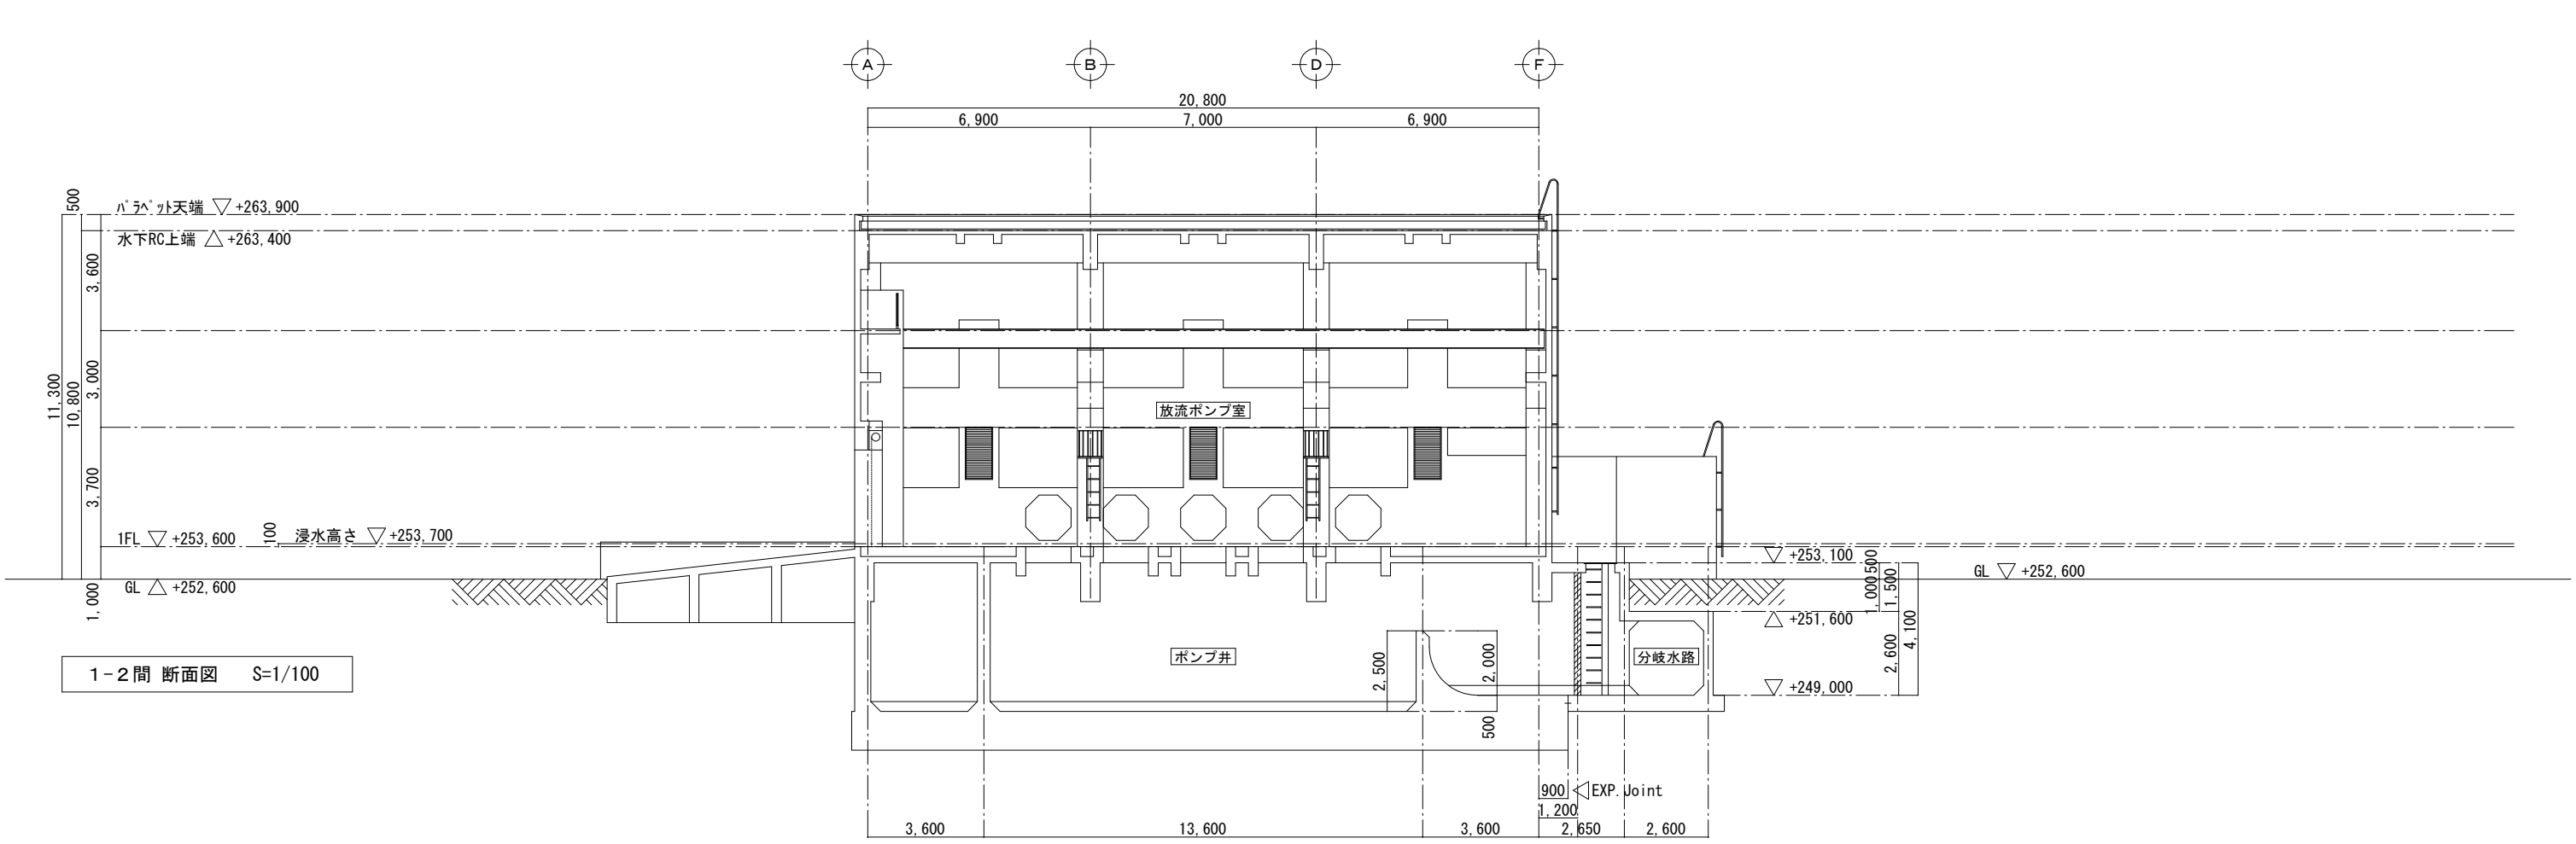 A
B
D
F
20,800
6,900
7,000
6,900
500
パラペット天端 +263,900
水下RC上端 +263,400
3,600
3,000
11,300
10,800
放流ポンプ室
3,700
100
浸水高さ +253,700
1FL +253,600
+253,100
500
GL +252,600
GL +252,600
1,000
1,000
1,500
+251,600
4,100
2,600
1-2間 断面図 S=1/100
ポンプ井
2,500
2,000
分岐水路
+249,000
500
900
EXP.Joint
1,200
3,600
13,600
3,600
2,650
2,600